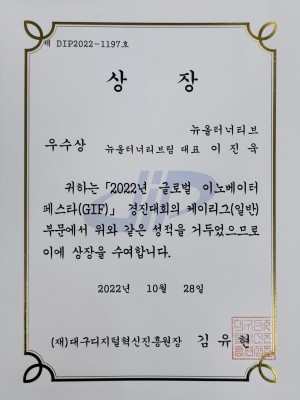 제 DIP2022-1197호
상 장
뉴올터너티브
우수상 뉴올터너티브팀 대표 이진욱
귀하는 「2022년 글로벌 이노베이터
페스타(GIF)」 경진대회의 케이리그(일반)
부문에서 위와 같은 성적을 거두었으므로
이에 상장을 수여합니다.
2022년 10월 28일
(재)대구디지털혁신진흥원장 김유현